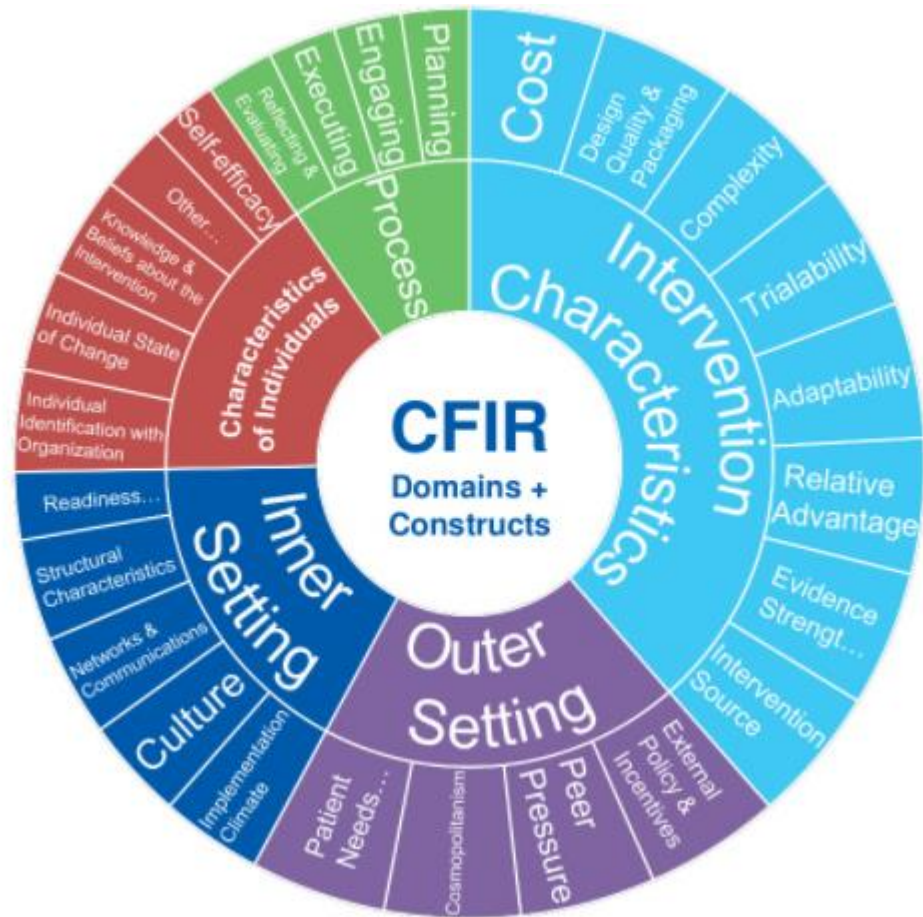 CFIR
Domains +
Constructs
Intervention
Characteristics
Cost
Design
Quality &
Packaging
Complexity
Trialability
Adaptability
Relative
Advantage
Evidence
Strengt...
Intervention
Source
Outer
Setting
External
Policy &
Incentives
Peer
Pressure
Cosmopolitanism
Patient
Needs...
Inner
Setting
Implementation
Climate
Culture
Networks &
Communications
Structural
Characteristics
Readiness...
Characteristics
of Individuals
Individual
Identification with
Organization
Individual State
of Change
Knowledge &
Beliefs about the
Intervention
Other...
Self-efficacy
Process
Reflecting &
Evaluating
Executing
Engaging
Planning